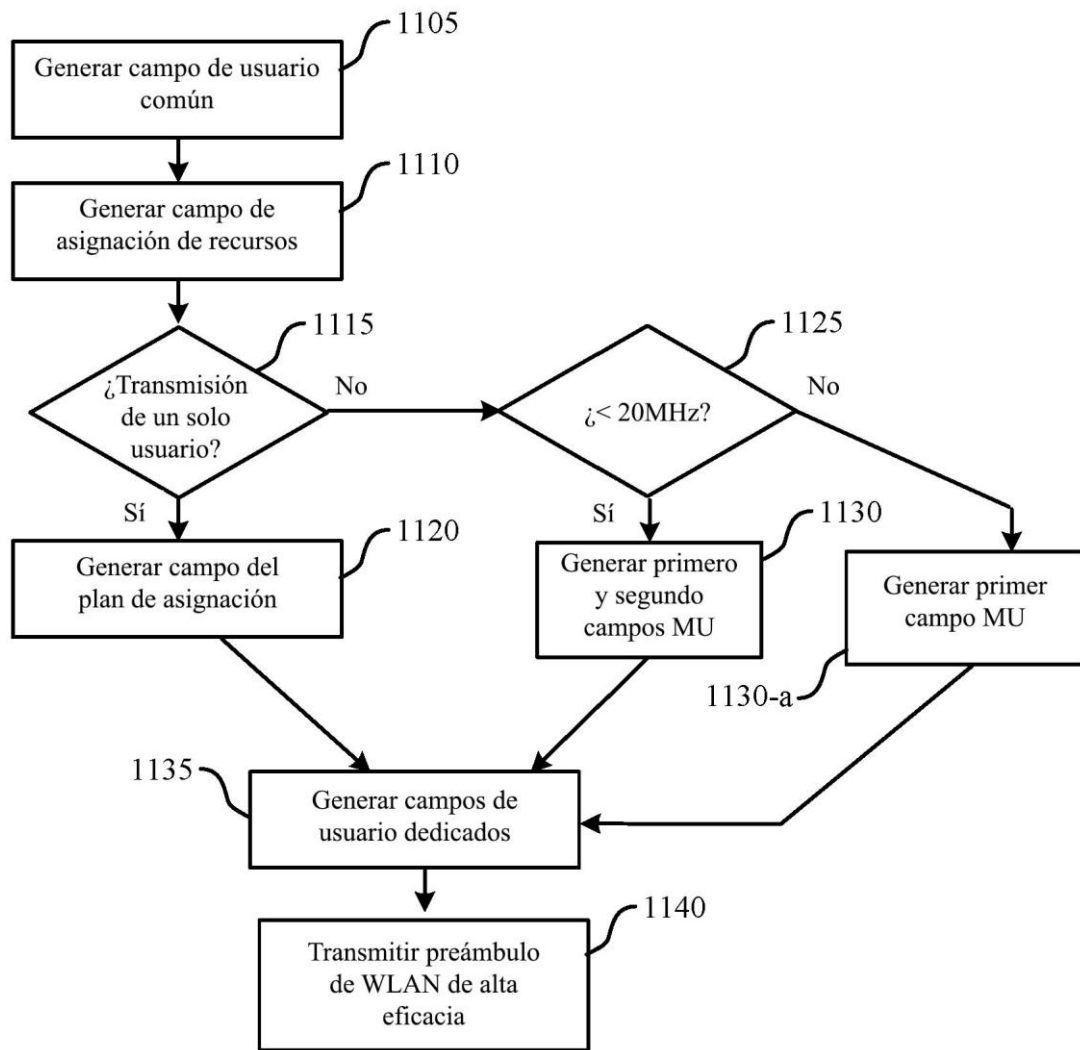 1105
Generar campo de usuario
común
1110
Generar campo de
asignación de recursos
1115
¿Transmisión
de un solo
usuario?
No
1125
¿< 20MHz?
No
Sí
1120
Generar campo del
plan de asignación
Sí
1130
Generar primero
y segundo
campos MU
Generar primer
campo MU
1130-a
1135
Generar campos de
usuario dedicados
1140
Transmitir preámbulo
de WLAN de alta
eficacia